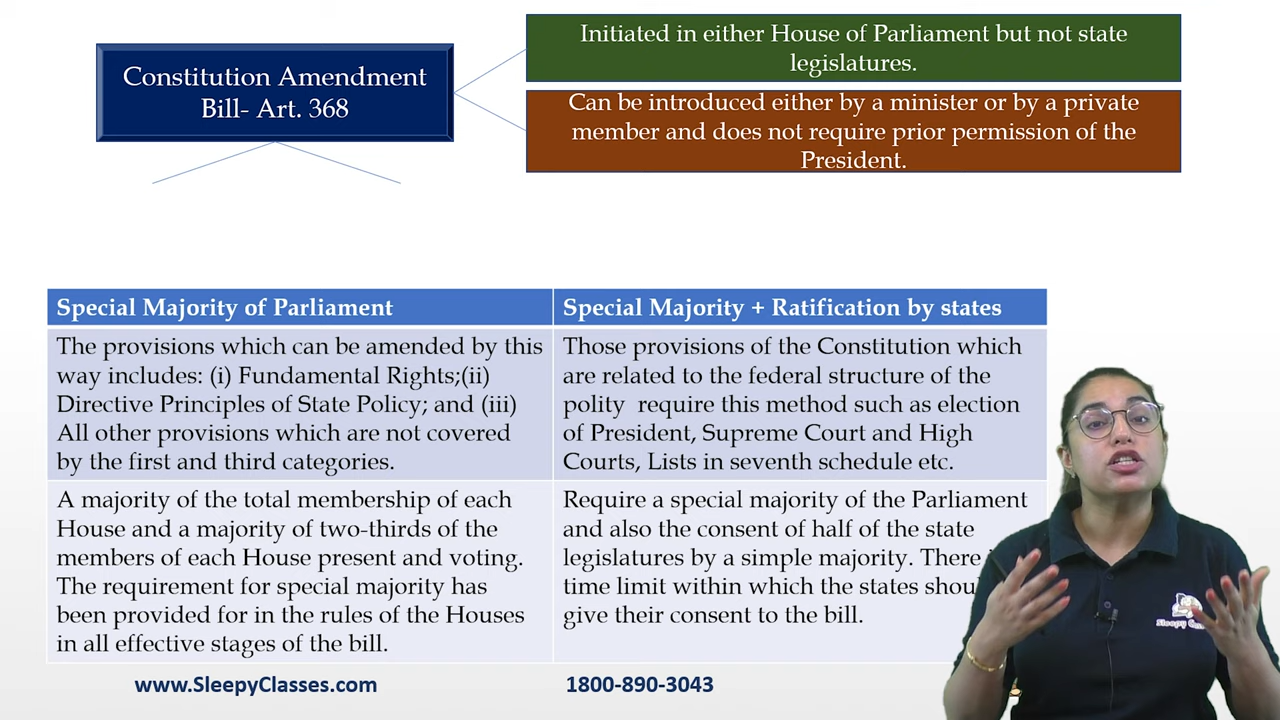 Constitution Amendment
Bill- Art. 368
Initiated in either House of Parliament but not state
legislatures.
Can be introduced either by a minister or by a private
member and does not require prior permission of the
President.
Special Majority of Parliament
The provisions which can be amended by this
way includes: (i) Fundamental Rights;(ii)
Directive Principles of State Policy; and (iii)
All other provisions which are not covered
by the first and third categories.
A majority of the total membership of each
House and a majority of two-thirds of the
members of each House present and voting.
The requirement for special majority has
been provided for in the rules of the Houses
in all effective stages of the bill.
Special Majority + Ratification by states
Those provisions of the Constitution which
are related to the federal structure of the
polity require this method such as election
of President, Supreme Court and High
Courts, Lists in seventh schedule etc.
Require a special majority of the Parliament
and also the consent of half of the state
legislatures by a simple majority. There
time limit within which the states
give their consent to the bill.
www.SleepyClasses.com
1800-890-3043
Sleepy